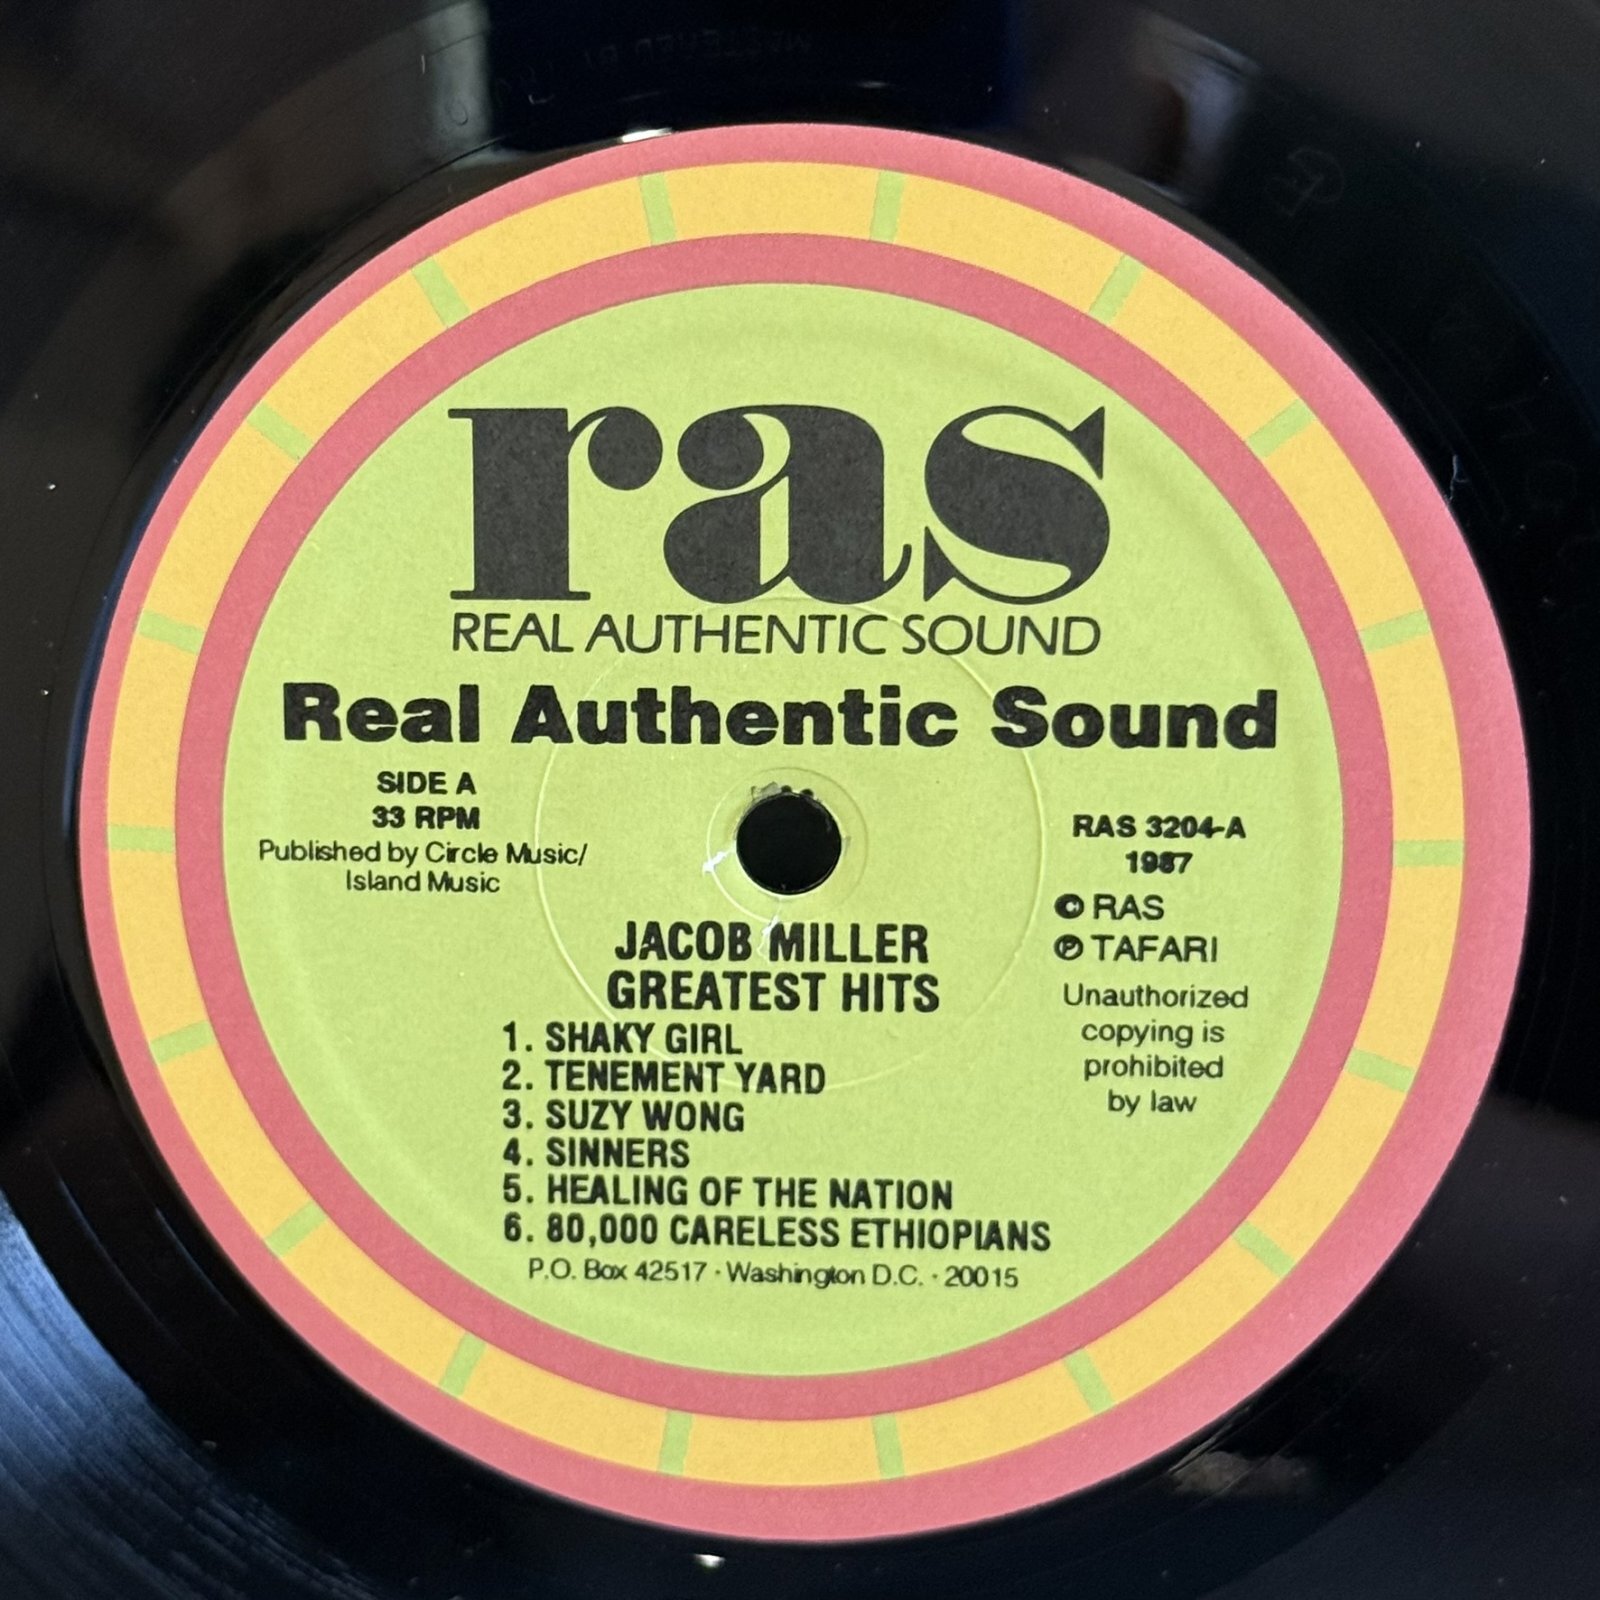 ras
REAL AUTHENTIC SOUND
Real Authentic Sound
SIDE A
33 RPM
Published by Circle Music/
Island Music
RAS 3204-A
1987
© RAS
℗ TAFARI
Unauthorized
copying is
prohibited
by law
JACOB MILLER
GREATEST HITS
1. SHAKY GIRL
2. TENEMENT YARD
3. SUZY WONG
4. SINNERS
5. HEALING OF THE NATION
6. 80,000 CARELESS ETHIOPIANS
P.O. Box 42517 · Washington D.C. · 20015